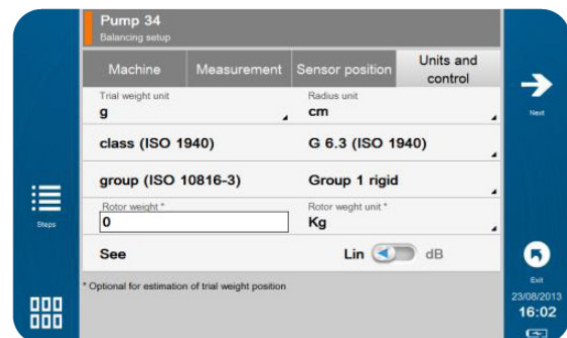 Pump 34
Balancing setup
Machine Measurement Sensor position Units and control
Trial weight unit Radius unit
g cm
class (ISO 1940) G 6.3 (ISO 1940)
group (ISO 10816-3) Group 1 rigid
Rotor weight * Rotor weght unit *
0 Kg
See Lin dB
* Optional for estimation of trial weight position
Steps
Next
Exit
23/08/2013
16:02